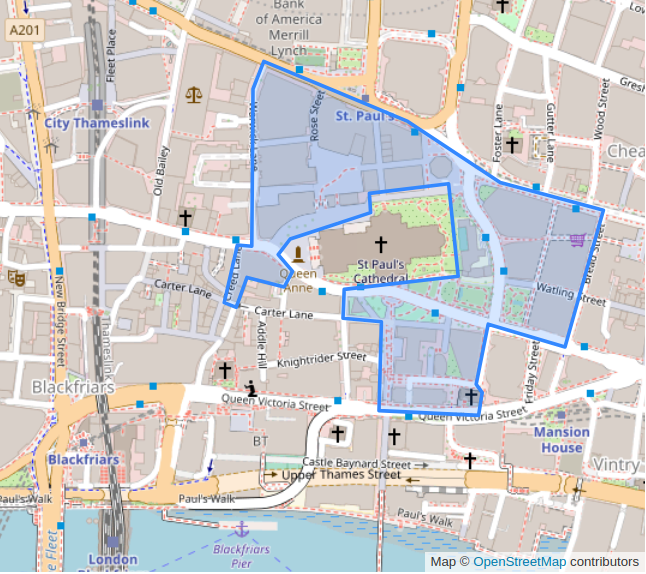 Bank
of America
Merrill
Lynch
A201
Fleet Place
City Thameslink
Old Bailey
Warwick Lane
Rose Street
St. Paul's
Foster Lane
Gutter Lane
Wood Street
Gresh
Chea
Bread Street
Watling Street
Friday Street
St Paul's
Cathedral
Queen
Anne
Creed Lane
Carter Lane
Carter Lane
Addle Hill
Knightrider Street
New Bridge Street
Thameslink
Blackfriars
Queen Victoria Street
Queen Victoria Street
BT
Mansion
House
Vintry
Castle Baynard Street
Upper Thames Street
Blackfriars
Paul's Walk
Paul's Walk
Paul's Walk
e Fleet
Blackfriars
Pier
London
Map © OpenStreetMap contributors